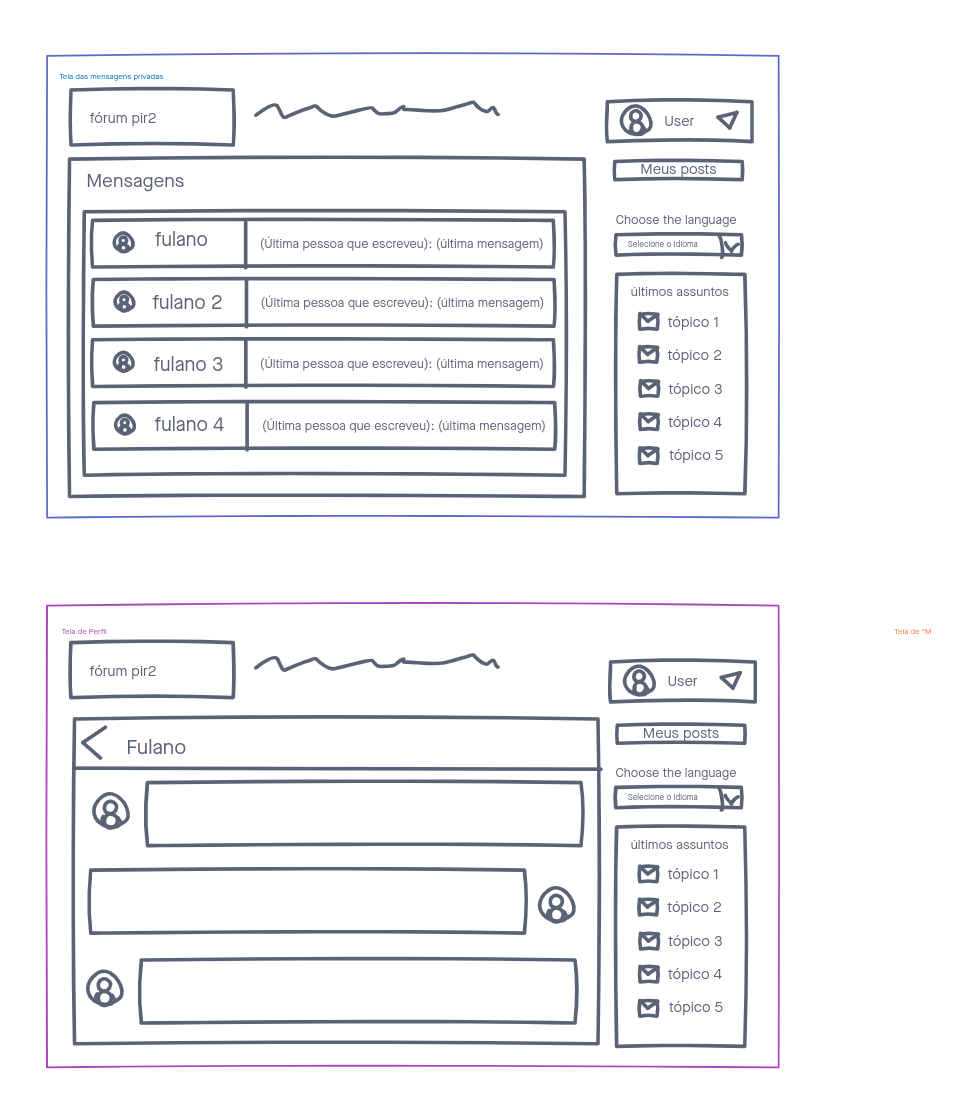 Tela das mensagens privadas
fórum pir2
User
Meus posts
Mensagens
fulano
(Última pessoa que escreveu): (última mensagem)
fulano 2
(Última pessoa que escreveu): (última mensagem)
fulano 3
(Última pessoa que escreveu): (última mensagem)
fulano 4
(Última pessoa que escreveu): (última mensagem)
Choose the language
Selecione o Idioma
últimos assuntos
tópico 1
tópico 2
tópico 3
tópico 4
tópico 5
Tela de Perfil
Tela de "M
fórum pir2
User
Meus posts
Fulano
Choose the language
Selecione o Idioma
últimos assuntos
tópico 1
tópico 2
tópico 3
tópico 4
tópico 5